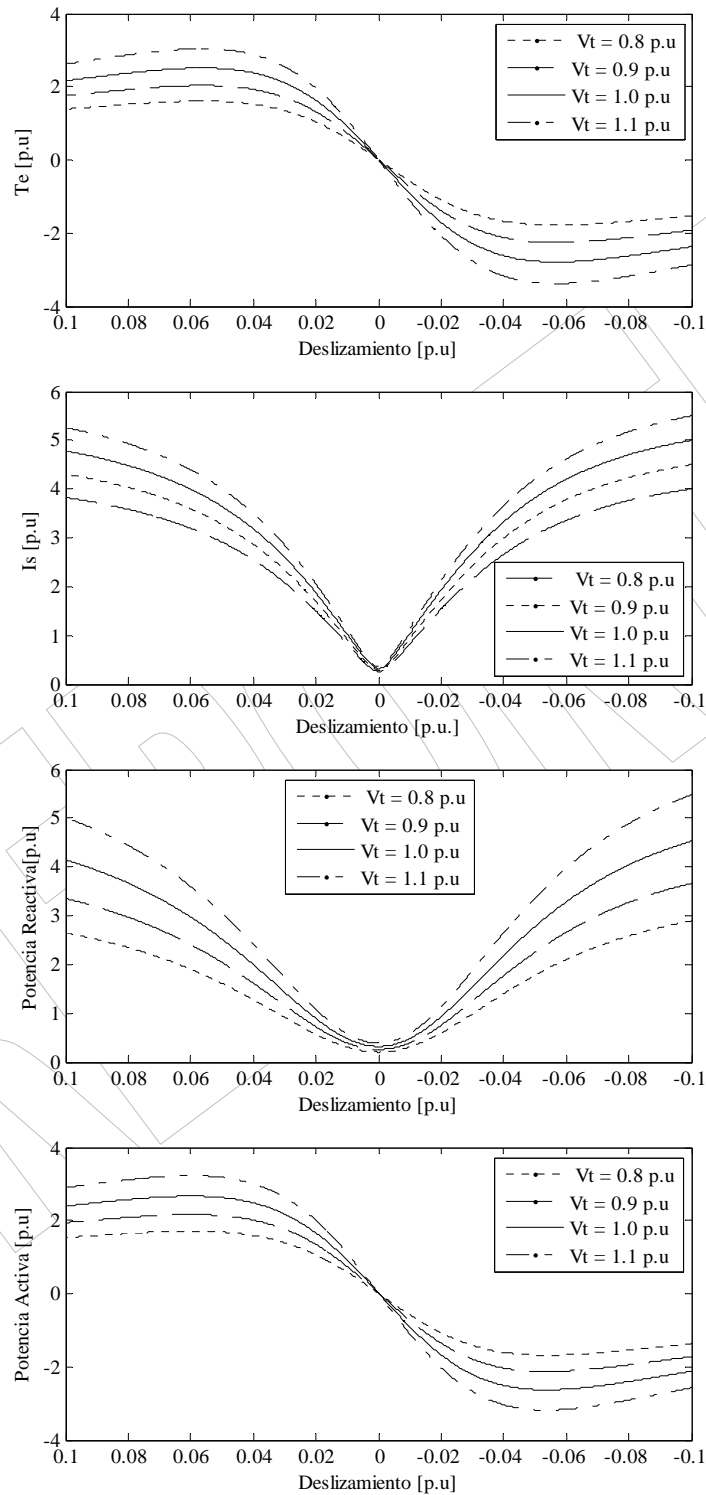 4
2
0
-2
-4
Te [p.u]
Vt = 0.8 p.u
Vt = 0.9 p.u
Vt = 1.0 p.u
Vt = 1.1 p.u
0.1 0.08 0.06 0.04 0.02 0 -0.02 -0.04 -0.06 -0.08 -0.1
Deslizamiento [p.u]
6
5
4
3
2
1
0
Is [p.u]
Vt = 0.8 p.u
Vt = 0.9 p.u
Vt = 1.0 p.u
Vt = 1.1 p.u
0.1 0.08 0.06 0.04 0.02 0 -0.02 -0.04 -0.06 -0.08 -0.1
Deslizamiento [p.u.]
6
5
4
3
2
1
0
Potencia Reactiva[p.u]
Vt = 0.8 p.u
Vt = 0.9 p.u
Vt = 1.0 p.u
Vt = 1.1 p.u
0.1 0.08 0.06 0.04 0.02 0 -0.02 -0.04 -0.06 -0.08 -0.1
Deslizamiento [p.u]
4
2
0
-2
-4
Potencia Activa [p.u]
Vt = 0.8 p.u
Vt = 0.9 p.u
Vt = 1.0 p.u
Vt = 1.1 p.u
0.1 0.08 0.06 0.04 0.02 0 -0.02 -0.04 -0.06 -0.08 -0.1
Deslizamiento [p.u]